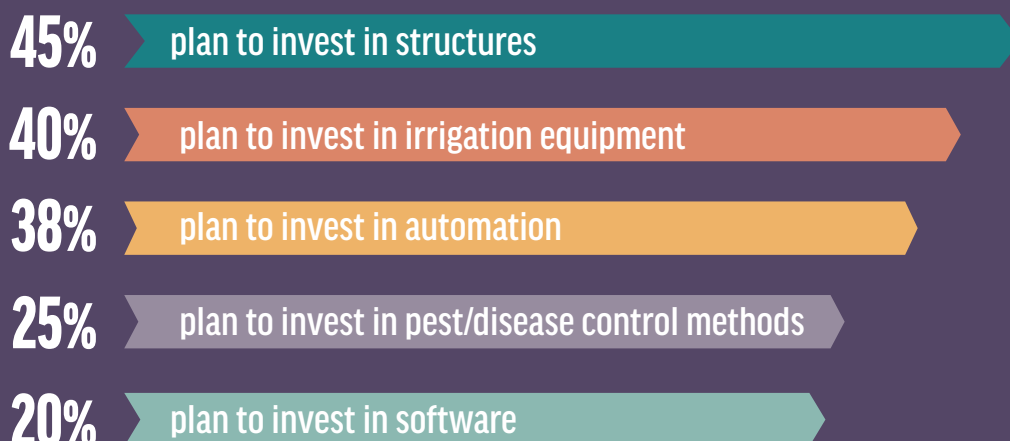 45% plan to invest in structures
40% plan to invest in irrigation equipment
38% plan to invest in automation
25% plan to invest in pest/disease control methods
20% plan to invest in software